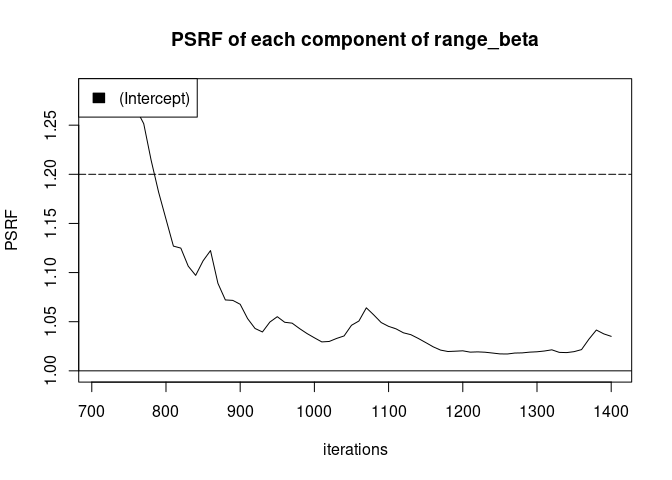 PSRF of each component of range_beta
(Intercept)
PSRF
1.25
1.20
1.15
1.10
1.05
1.00
700 800 900 1000 1100 1200 1300 1400
iterations